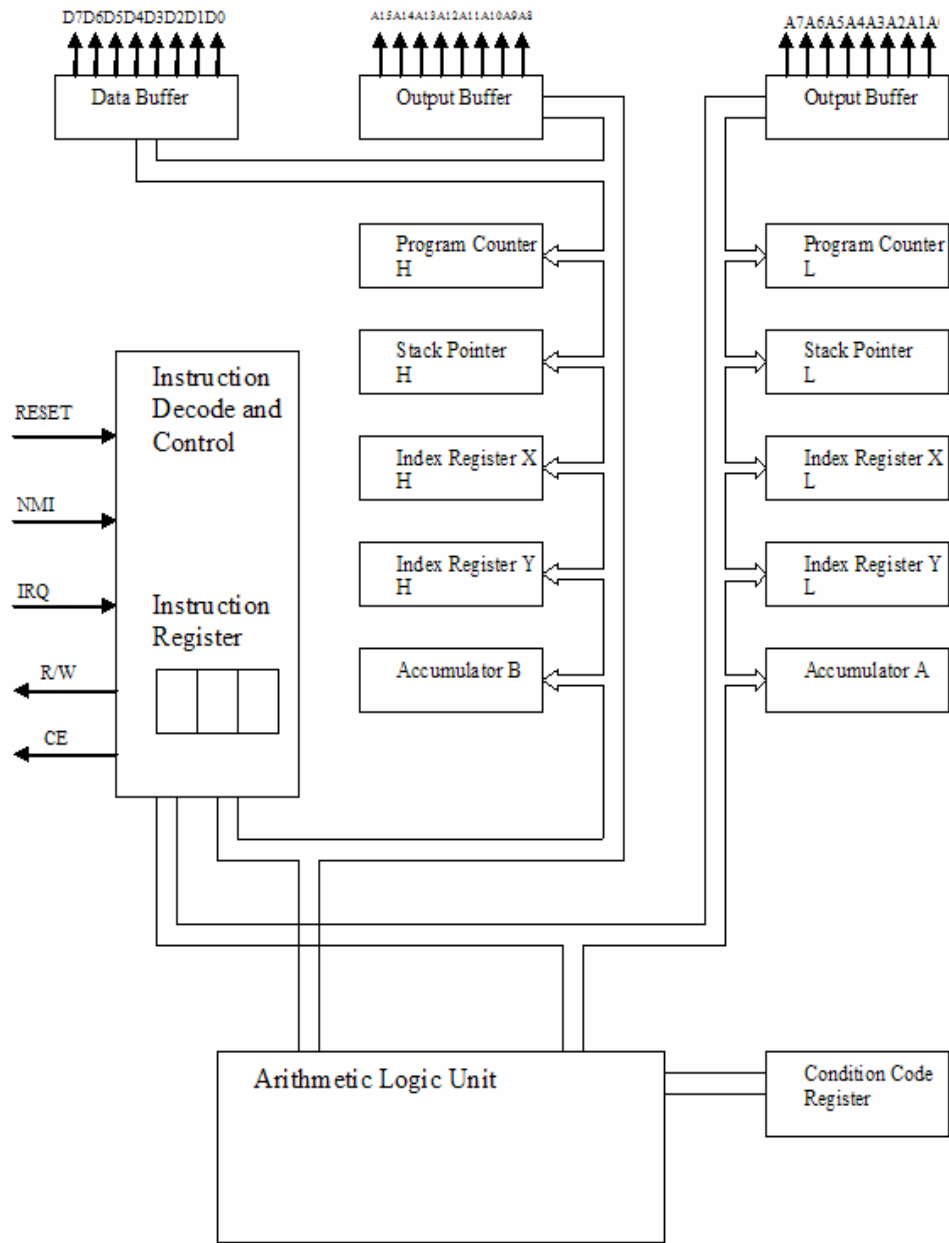 D7D6D5D4D3D2D1D0
A15A14A13A12A11A10A9A8
A7A6A5A4A3A2A1A
Data Buffer
Output Buffer
Output Buffer
Program Counter
H
Program Counter
L
Stack Pointer
H
Stack Pointer
L
Instruction
Decode and
Control
RESET
NMI
IRQ
R/W
CE
Instruction
Register
Index Register X
H
Index Register X
L
Index Register Y
H
Index Register Y
L
Accumulator B
Accumulator A
Arithmetic Logic Unit
Condition Code
Register